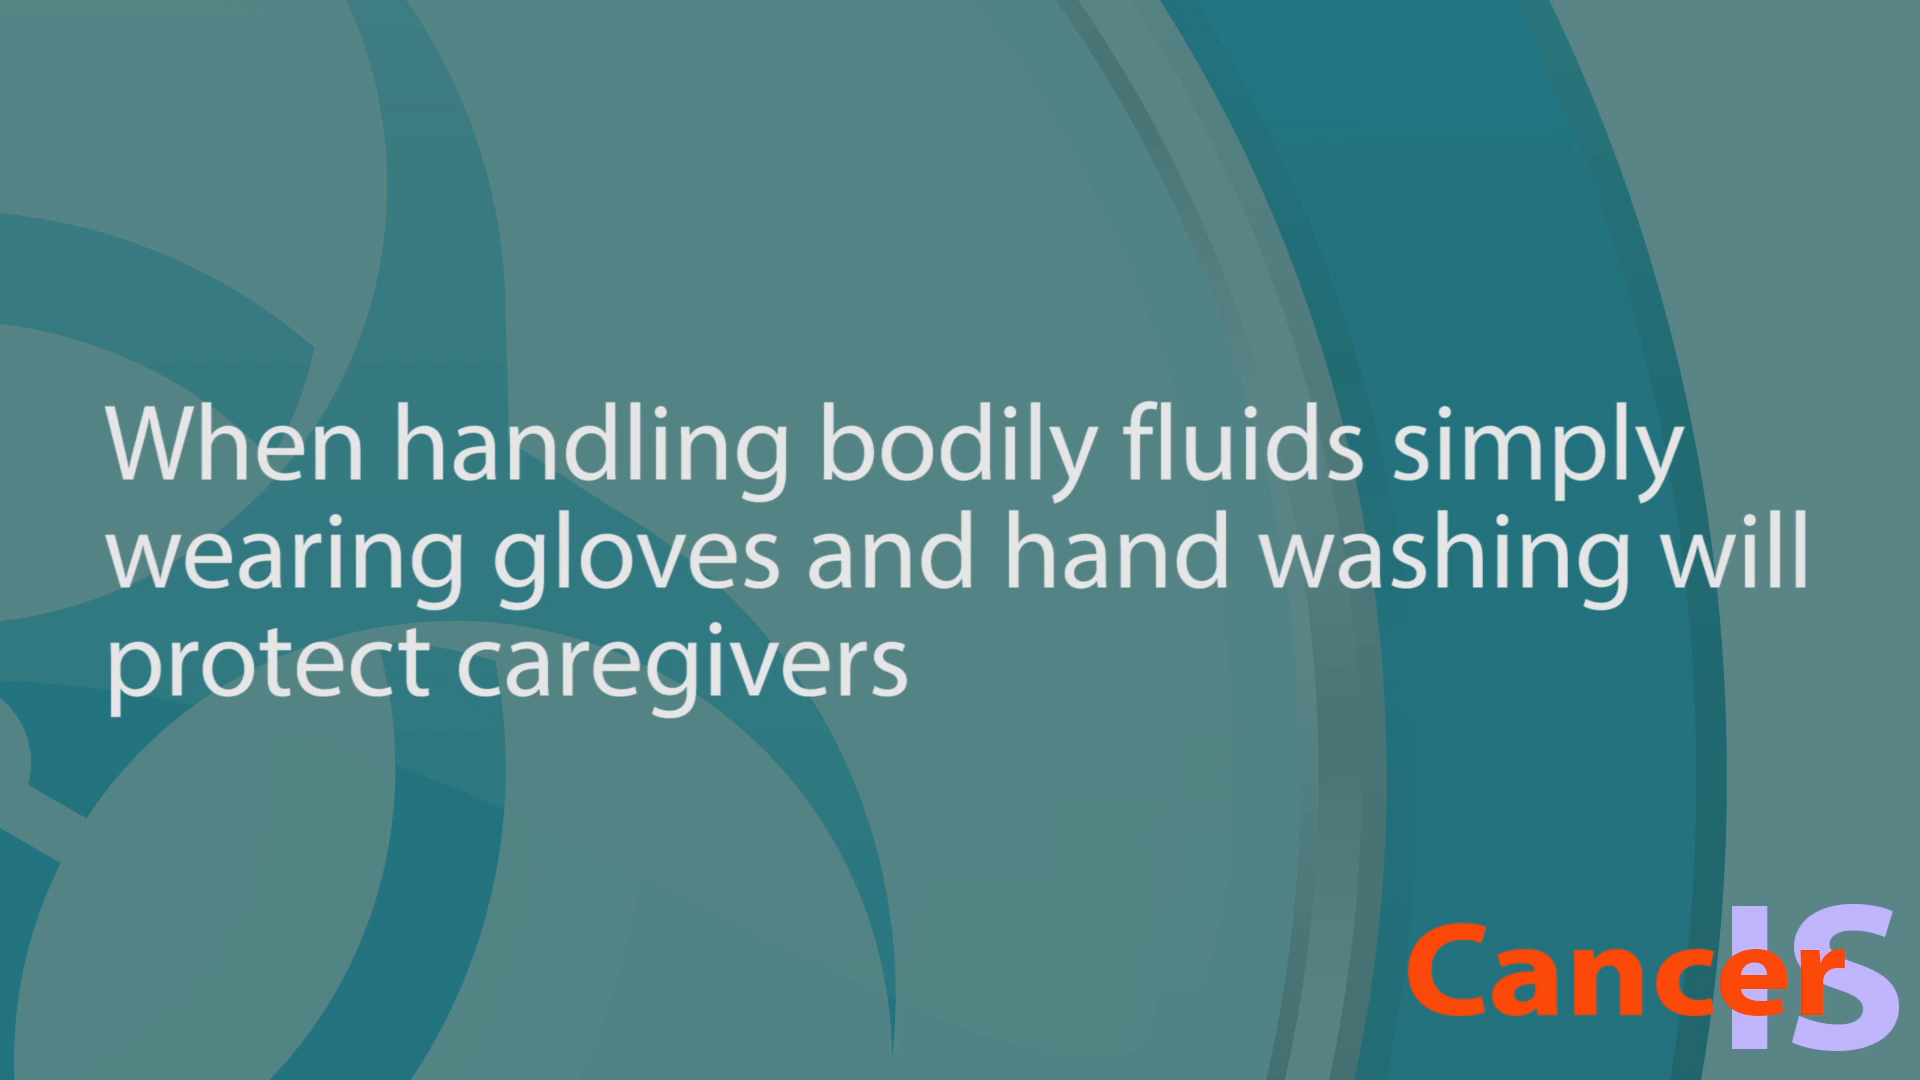 When handling bodily fluids simply
wearing gloves and hand washing will
protect caregivers
Cancer IS